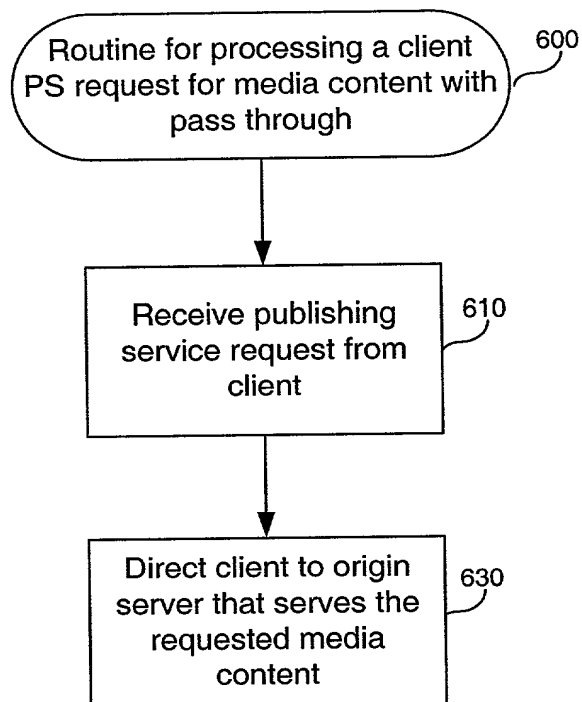 Routine for processing a client
PS request for media content with
pass through
600
Receive publishing
service request from
client
610
Direct client to origin
server that serves the
requested media
content
630